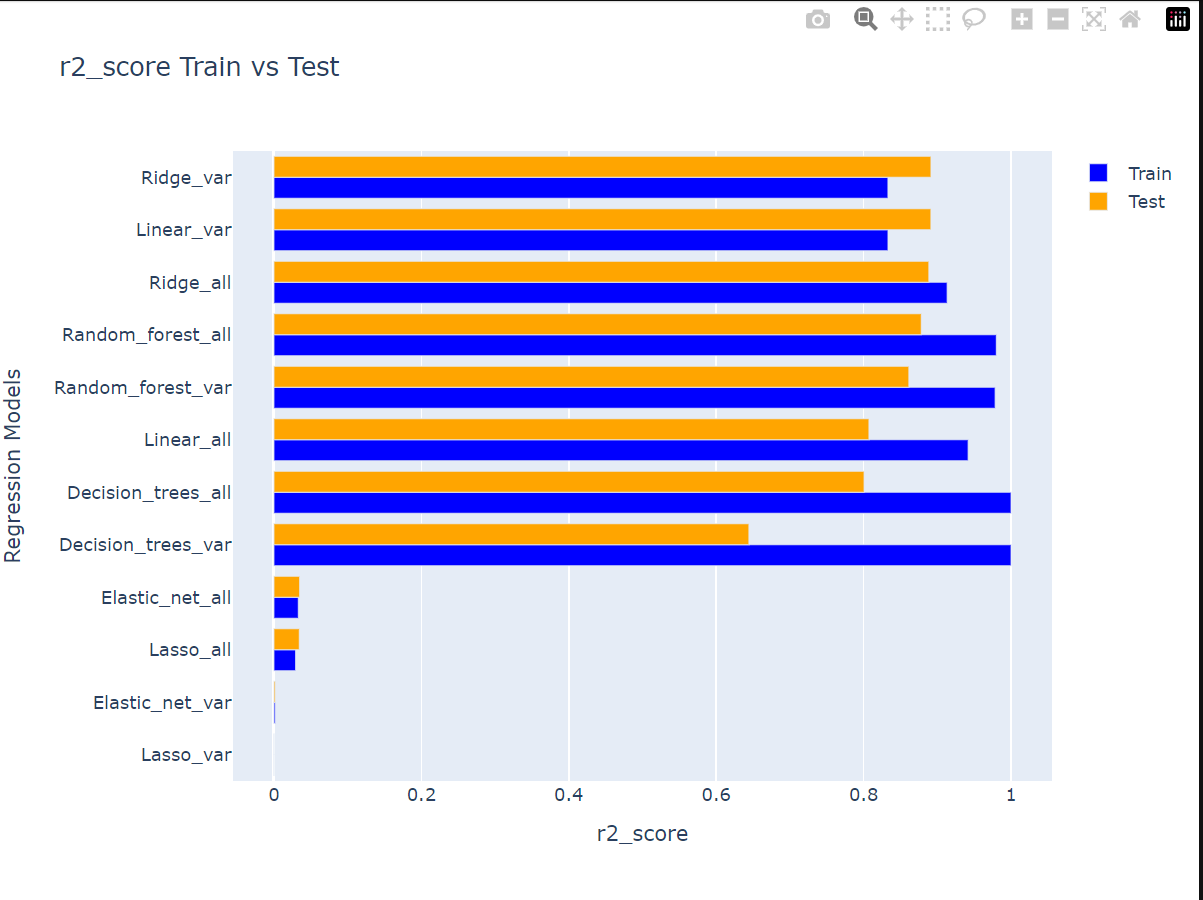 r2_score Train vs Test
Train
Test
Ridge_var
Linear_var
Ridge_all
Random_forest_all
Random_forest_var
Linear_all
Decision_trees_all
Decision_trees_var
Elastic_net_all
Lasso_all
Elastic_net_var
Lasso_var
Regression Models
0 0.2 0.4 0.6 0.8 1
r2_score